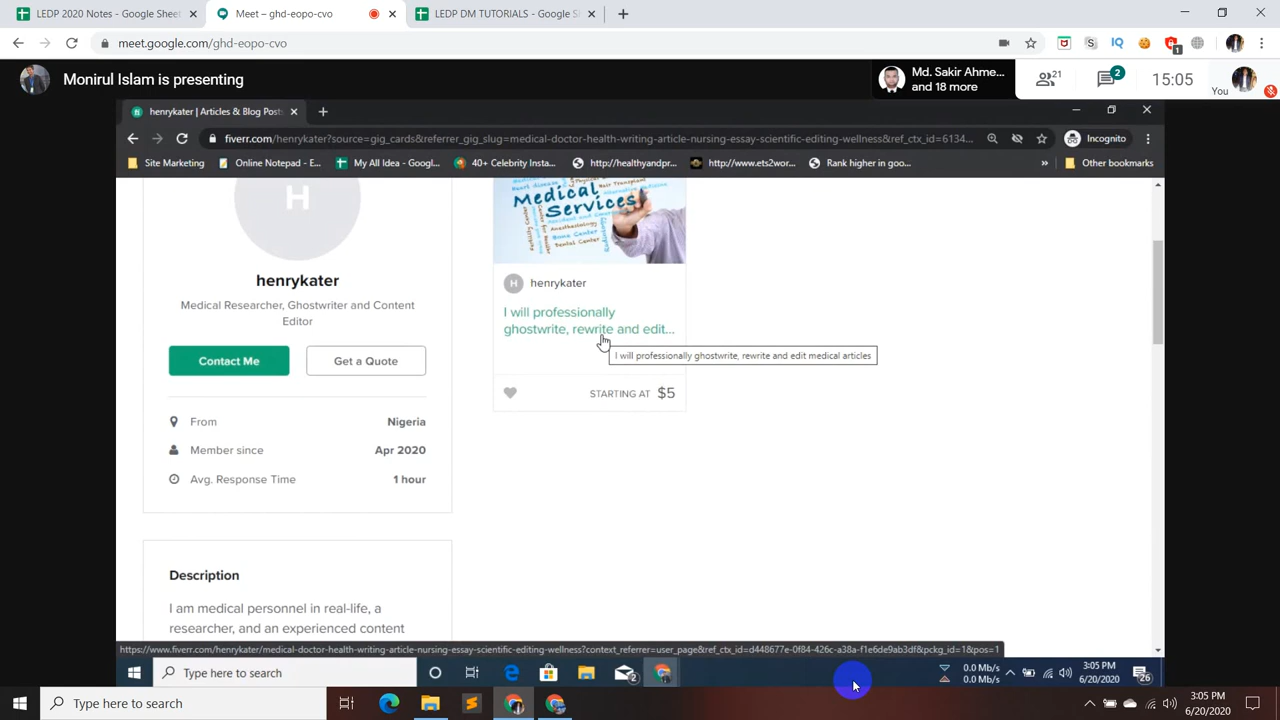 LEDP 2020 Notes - Google Sheet
Meet – ghd-eopo-cvo
LEDP DM TUTORIALS - Google S
meet.google.com/ghd-eopo-cvo
Monirul Islam is presenting
Md. Sakir Ahme...
and 18 more
21
2
15:05
You
henrykater | Articles & Blog Posts
fiverr.com/henrykater?source=gig_cards&referrer_gig_slug=medical-doctor-health-writing-article-nursing-essay-scientific-editing-wellness&ref_ctx_id=6134...
Incognito
Site Marketing
Online Notepad - E...
My All Idea - Googl...
40+ Celebrity Insta...
http://healthyandpr...
http://www.ets2wor...
Rank higher in goo...
Other bookmarks
H
Medical
Services
henrykater
Medical Researcher, Ghostwriter and Content
Editor
Contact Me
Get a Quote
From
Nigeria
Member since
Apr 2020
Avg. Response Time
1 hour
H henrykater
I will professionally
ghostwrite, rewrite and edit...
I will professionally ghostwrite, rewrite and edit medical articles
STARTING AT $5
Description
I am medical personnel in real-life, a
researcher, and an experienced content
https://www.fiverr.com/henrykater/medical-doctor-health-writing-article-nursing-essay-scientific-editing-wellness?context_referrer=user_page&ref_ctx_id=d448677e-0f84-426c-a38a-f1e6de9ab3df&pckg_id=1&pos=1
Type here to search
2
0.0 Mb/s
0.0 Mb/s
3:05 PM
6/20/2020
26
Type here to search
3:05 PM
6/20/2020